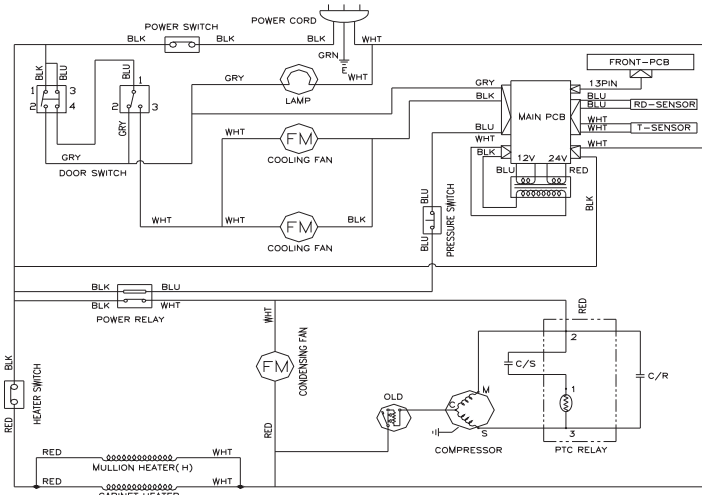 POWER CORD
POWER SWITCH
BLK
BLK
WHT
GRN
E
FRONT-PCB
BLK
BLU
BLU
GRY
WHT
LAMP
GRY
13PIN
BLK
BLU
BLU
RD-SENSOR
1 3
2 4
1
2 3
MAIN PCB
WHT
WHT
T-SENSOR
GRY
WHT
FM
COOLING FAN
BLU
WHT
BLK
WHT
12V 24V
GRY
DOOR SWITCH
BLU
RED
BLU
BLU
PRESSURE SWITCH
BLK
WHT
WHT
FM
BLK
COOLING FAN
BLK
BLU
BLK
WHT
POWER RELAY
WHT
RED
BLK
HEATER SWITCH
RED
FM
CONDENSING FAN
RED
2
C/S
C/R
1
3
PTC RELAY
OLD
C
M
S
COMPRESSOR
RED
WHT
MULLION HEATER(H)
RED
WHT
CABINET HEATER